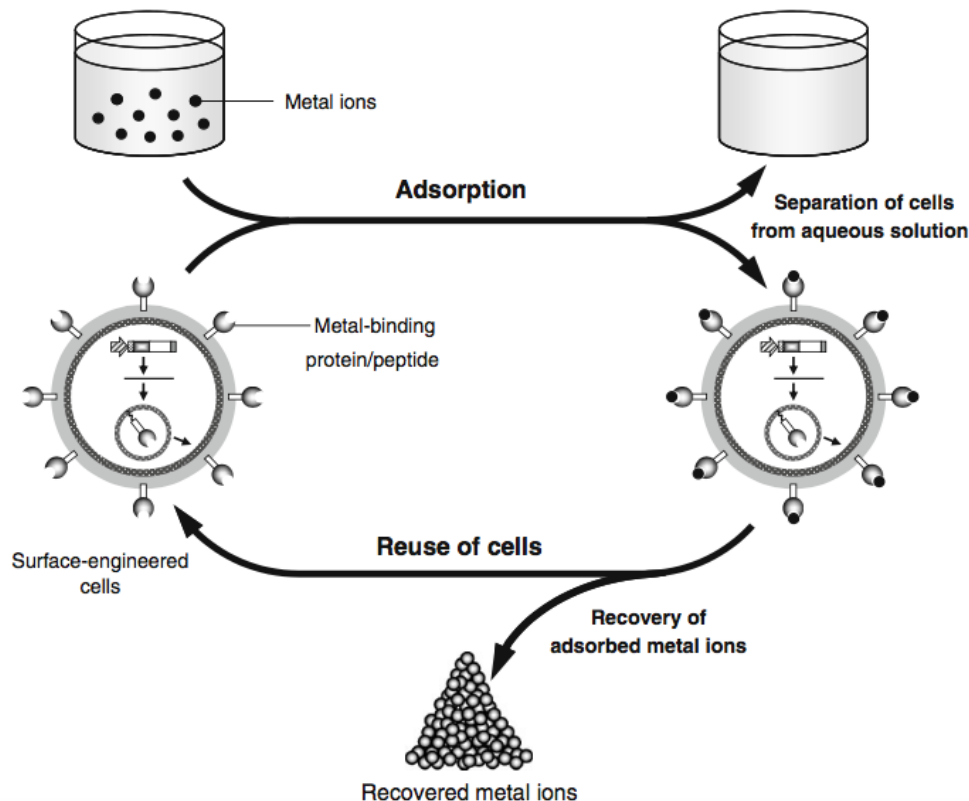 Metal ions
Adsorption
Separation of cells
from aqueous solution
Metal-binding
protein/peptide
Surface-engineered
cells
Reuse of cells
Recovery of
adsorbed metal ions
Recovered metal ions